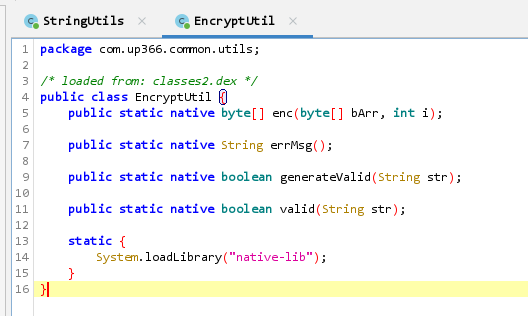 StringUtils EncryptUtil
1 package com.up366.common.utils;
2
3 /* loaded from: classes2.dex */
4 public class EncryptUtil {
5 public static native byte[] enc(byte[] bArr, int i);
6
7 public static native String errMsg();
8
9 public static native boolean generateValid(String str);
10
11 public static native boolean valid(String str);
12
13 static {
14 System.loadLibrary("native-lib");
15 }
16 }